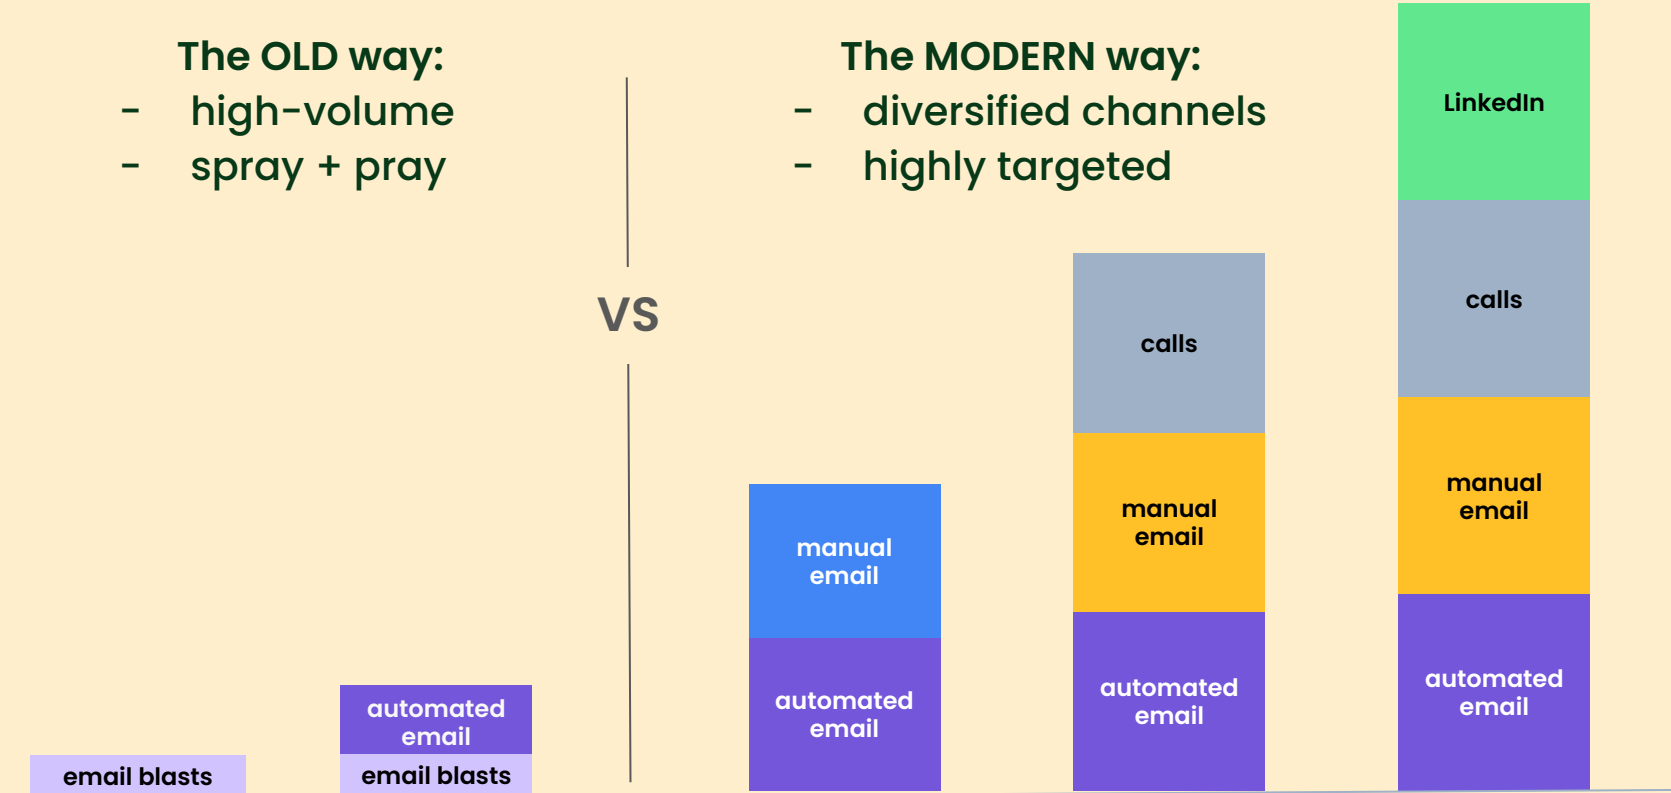 The OLD way:
- high-volume
- spray + pray
VS
The MODERN way:
- diversified channels
- highly targeted
email blasts
automated
email
email blasts
manual
email
automated
email
calls
manual
email
automated
email
LinkedIn
calls
manual
email
automated
email